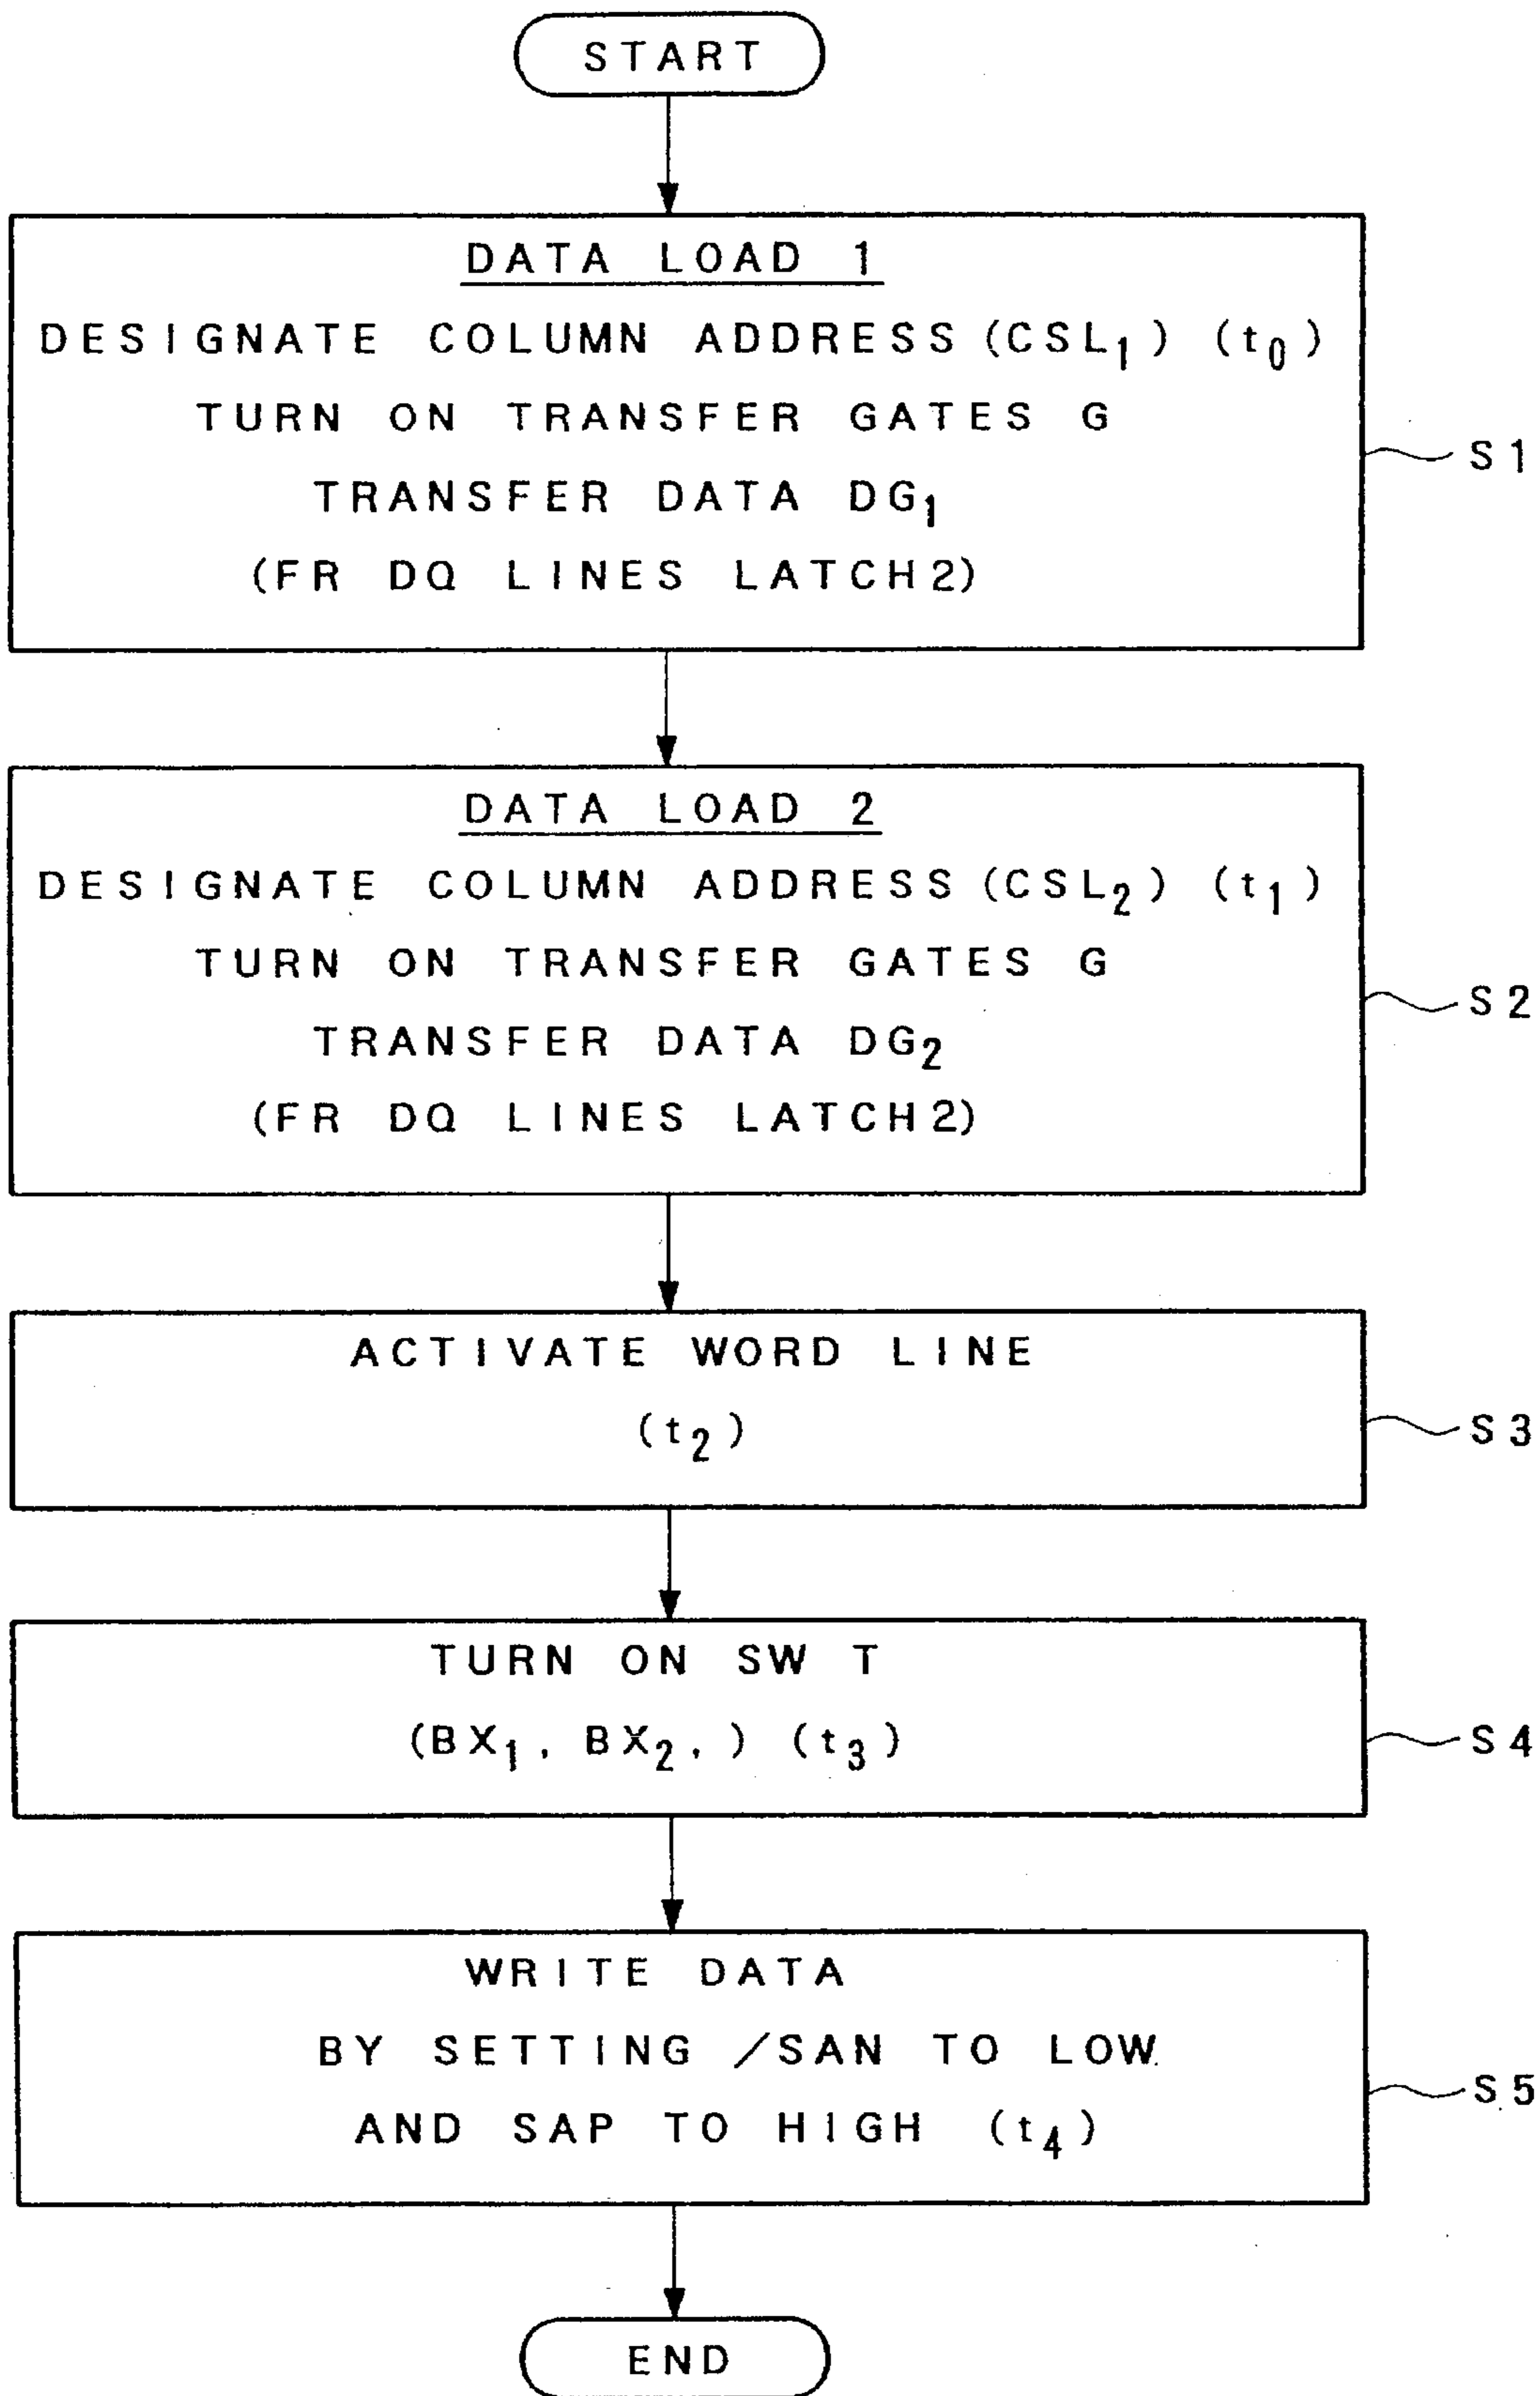 START
DATA LOAD 1
DESIGNATE COLUMN ADDRESS (CSL₁) (t₀)
TURN ON TRANSFER GATES G
TRANSFER DATA DG₁
(FR DQ LINES LATCH2)
S1
DATA LOAD 2
DESIGNATE COLUMN ADDRESS (CSL₂) (t₁)
TURN ON TRANSFER GATES G
TRANSFER DATA DG₂
(FR DQ LINES LATCH2)
S2
ACTIVATE WORD LINE
(t₂)
S3
TURN ON SW T
(BX₁, BX₂,) (t₃)
S4
WRITE DATA
BY SETTING /SAN TO LOW
AND SAP TO HIGH (t₄)
S5
END